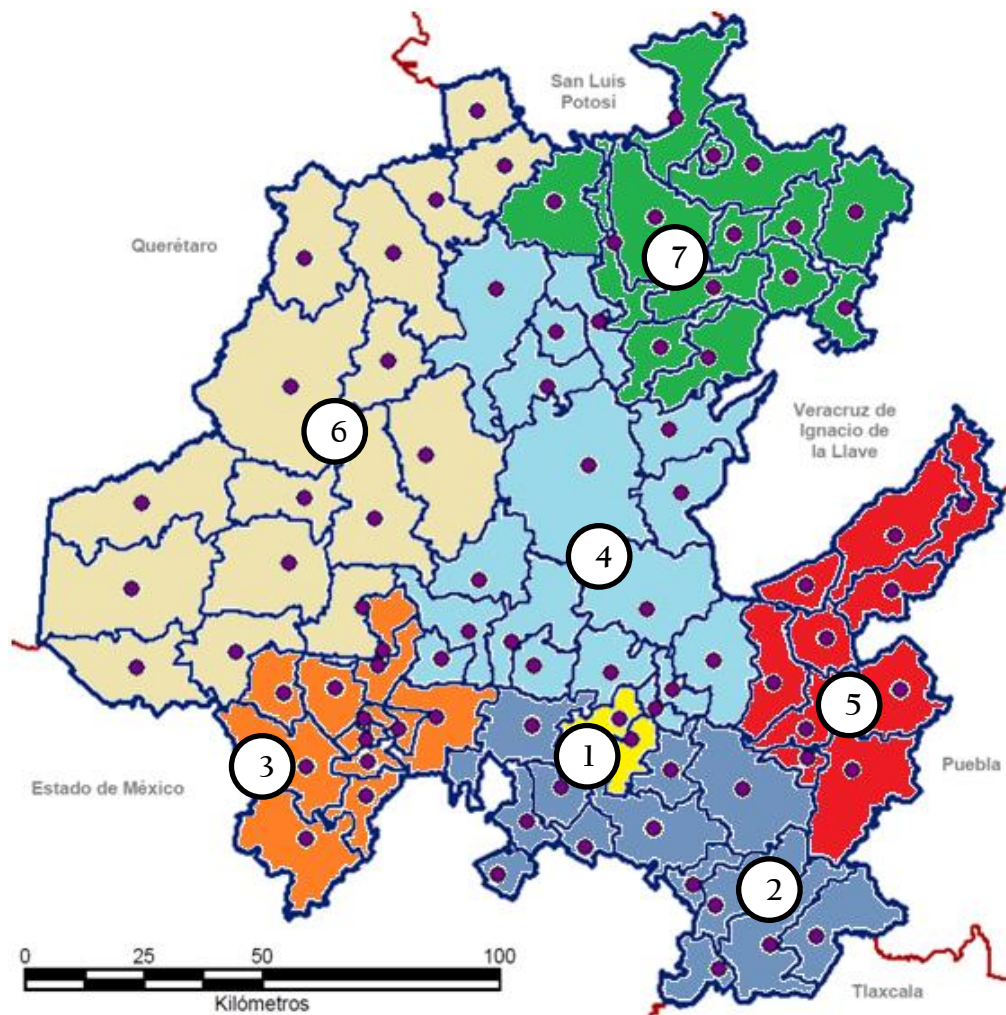 San Luis
Potosí
Querétaro
7
Veracruz de
Ignacio de
la Llave
6
4
5
1
3
Estado de México
Puebla
2
0 25 50 100
Kilómetros
Tlaxcala